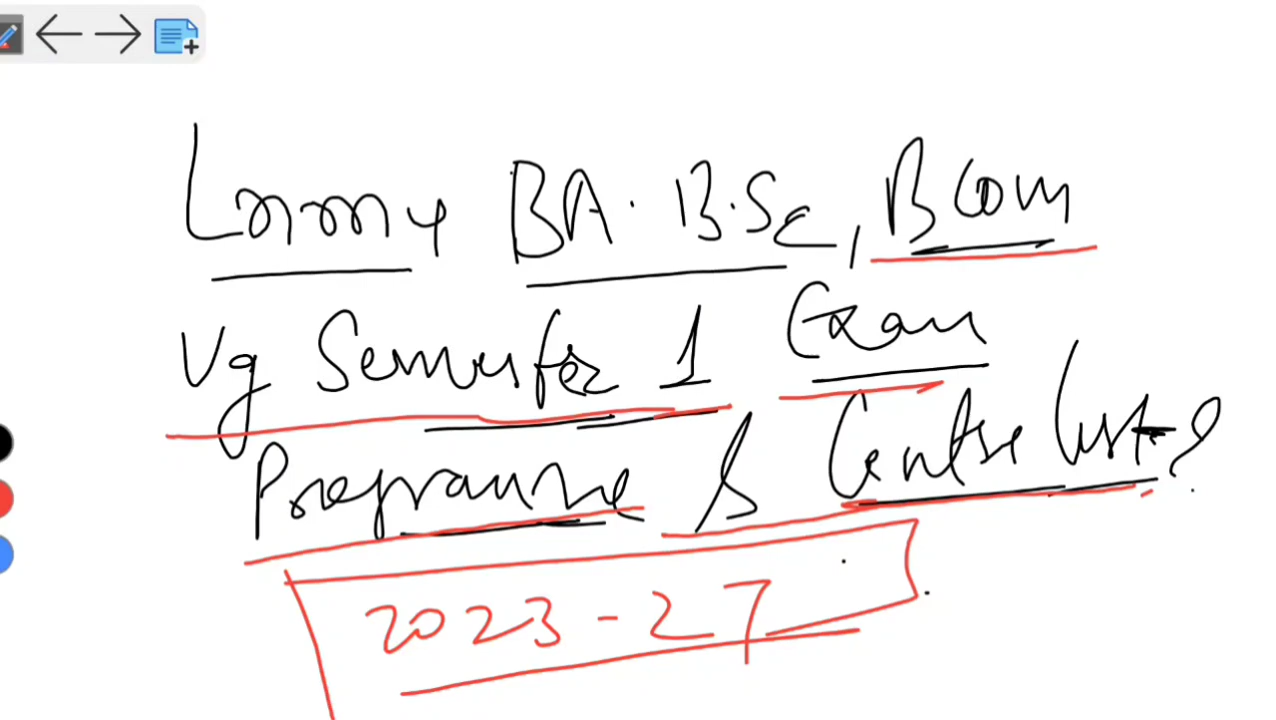 Lnmu BA. B.Sc, BCom
Ug Semester 1 Exam
Programme & Centre list?
2023-27